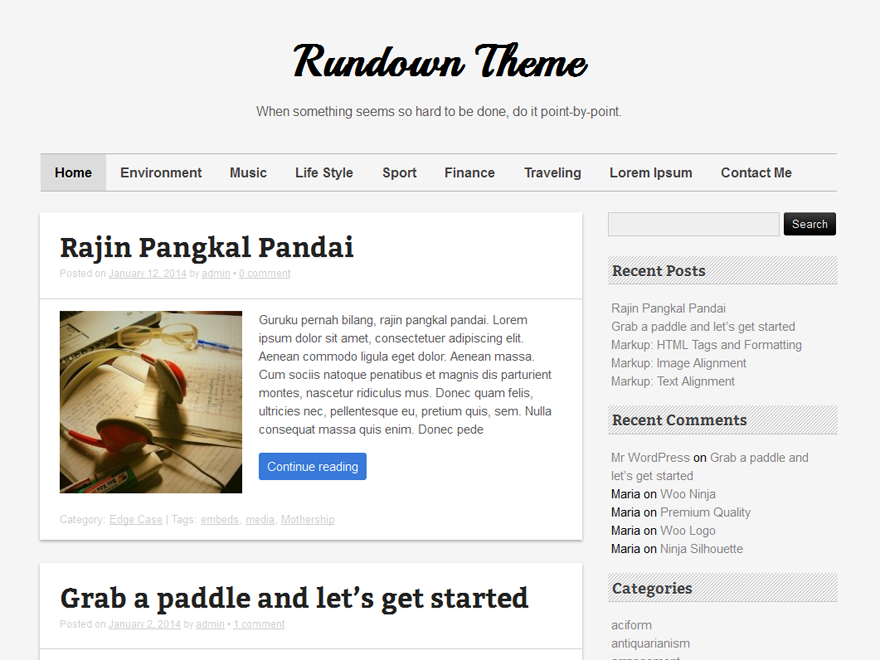 Rundown Theme
When something seems so hard to be done, do it point-by-point.
Home Environment Music Life Style Sport Finance Traveling Lorem Ipsum Contact Me
Rajin Pangkal Pandai
Posted on January 12, 2014 by admin • 0 comment
Guruku pernah bilang, rajin pangkal pandai. Lorem
ipsum dolor sit amet, consectetuer adipiscing elit.
Aenean commodo ligula eget dolor. Aenean massa.
Cum sociis natoque penatibus et magnis dis parturient
montes, nascetur ridiculus mus. Donec quam felis,
ultricies nec, pellentesque eu, pretium quis, sem. Nulla
consequat massa quis enim. Donec pede
Continue reading
Category: Edge Case | Tags: embeds, media, Mothership
Grab a paddle and let’s get started
Posted on January 2, 2014 by admin • 1 comment
Search
Recent Posts
Rajin Pangkal Pandai
Grab a paddle and let’s get started
Markup: HTML Tags and Formatting
Markup: Image Alignment
Markup: Text Alignment
Recent Comments
Mr WordPress on Grab a paddle and
let’s get started
Maria on Woo Ninja
Maria on Premium Quality
Maria on Woo Logo
Maria on Ninja Silhouette
Categories
aciform
antiquarianism